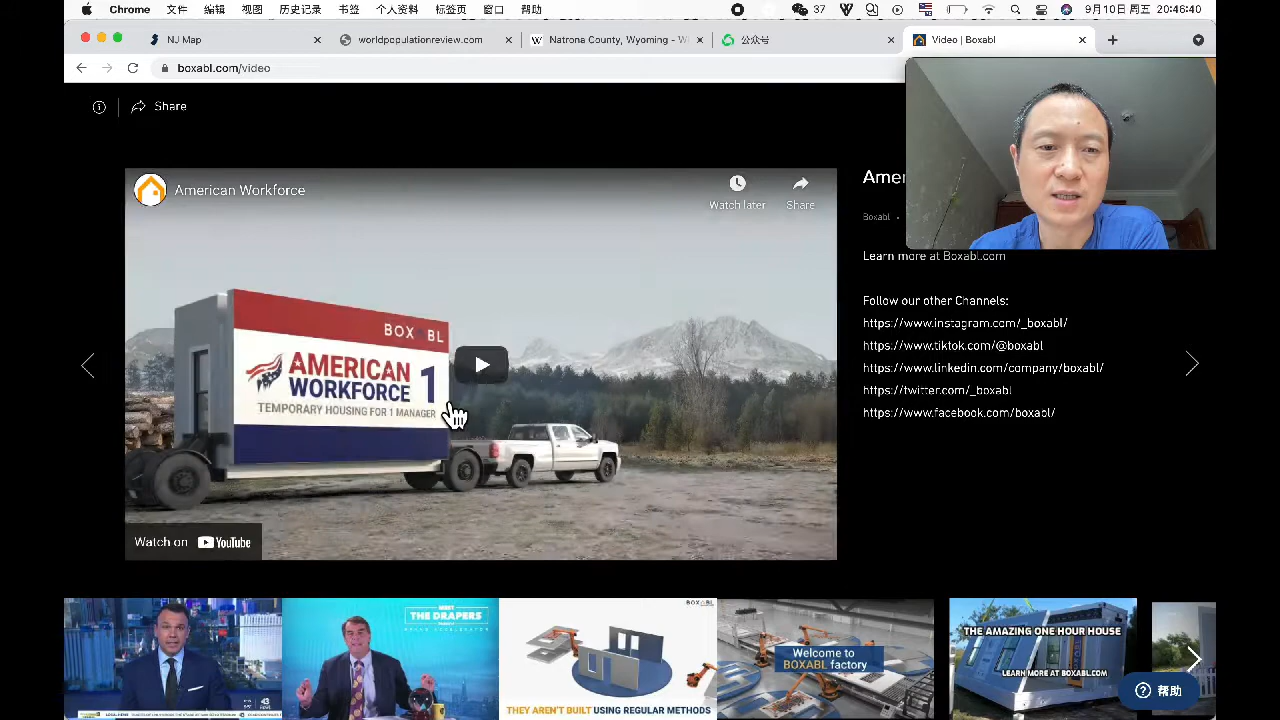 Chrome 文件 编辑 视图 历史记录 书签 个人资料 标签页 窗口 帮助 37 9月10日 周五 20:46:40
NJ Map
worldpopulationreview.com
Natrona County, Wyoming - Wi
公众号
Video | Boxabl
boxabl.com/video
Share
American Workforce
Watch later
Share
BOXABL
AMERICAN
WORKFORCE 1
TEMPORARY HOUSING FOR 1 MANAGER
Watch on YouTube
Amer
Boxabl •
Learn more at Boxabl.com
Follow our other Channels:
https://www.instagram.com/_boxabl/
https://www.tiktok.com/@boxabl
https://www.linkedin.com/company/boxabl/
https://twitter.com/_boxabl
https://www.facebook.com/boxabl/
MEET
THE DRAPERS
BOXABL
THEY AREN'T BUILT USING REGULAR METHODS
Welcome to
BOXABL factory
THE AMAZING ONE HOUR HOUSE
LEARN MORE AT BOXABL.COM
帮助